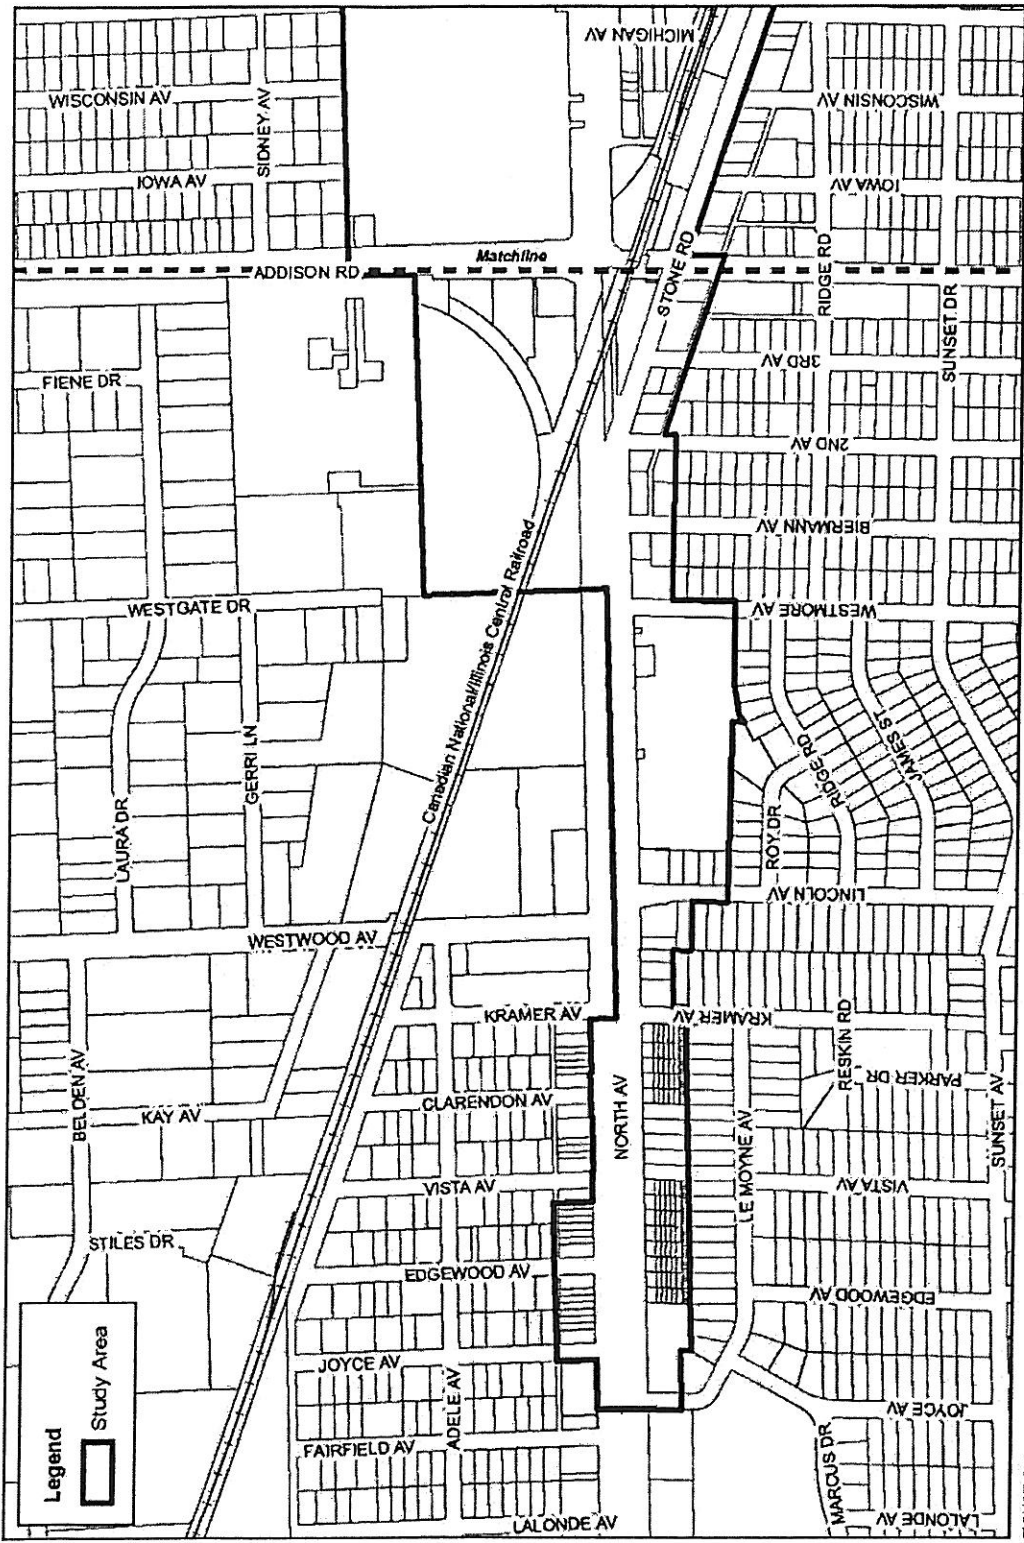 WISCONSIN AV
SIDNEY AV
IOWA AV
MICHIGAN AV
WISCONSIN AV
IOWA AV
Matchline
ADDISON RD
STONE RD
RIDGE RD
SUNSET DR
FIENE DR
3RD AV
2ND AV
BIERMANN AV
WESTGATE DR
WESTMORE AV
Canadian National/Illinois Central Railroad
GERRI LN
LAURA DR
JAMES ST
RIDGE RD
ROY DR
LINCOLN AV
WESTWOOD AV
KRAMER AV
KRAMER AV
RESKIN RD
PARKER DR
BELDEN AV
KAY AV
CLARENDON AV
NORTH AV
LE MOYNE AV
SUNSET AV
VISTA AV
VISTA AV
STILES DR
EDGEWOOD AV
EDGEWOOD AV
JOYCE AV
ADELE AV
JOYCE AV
FAIRFIELD AV
MARCUS DR
LALONDE AV
LALONDE AV
Legend
Study Area